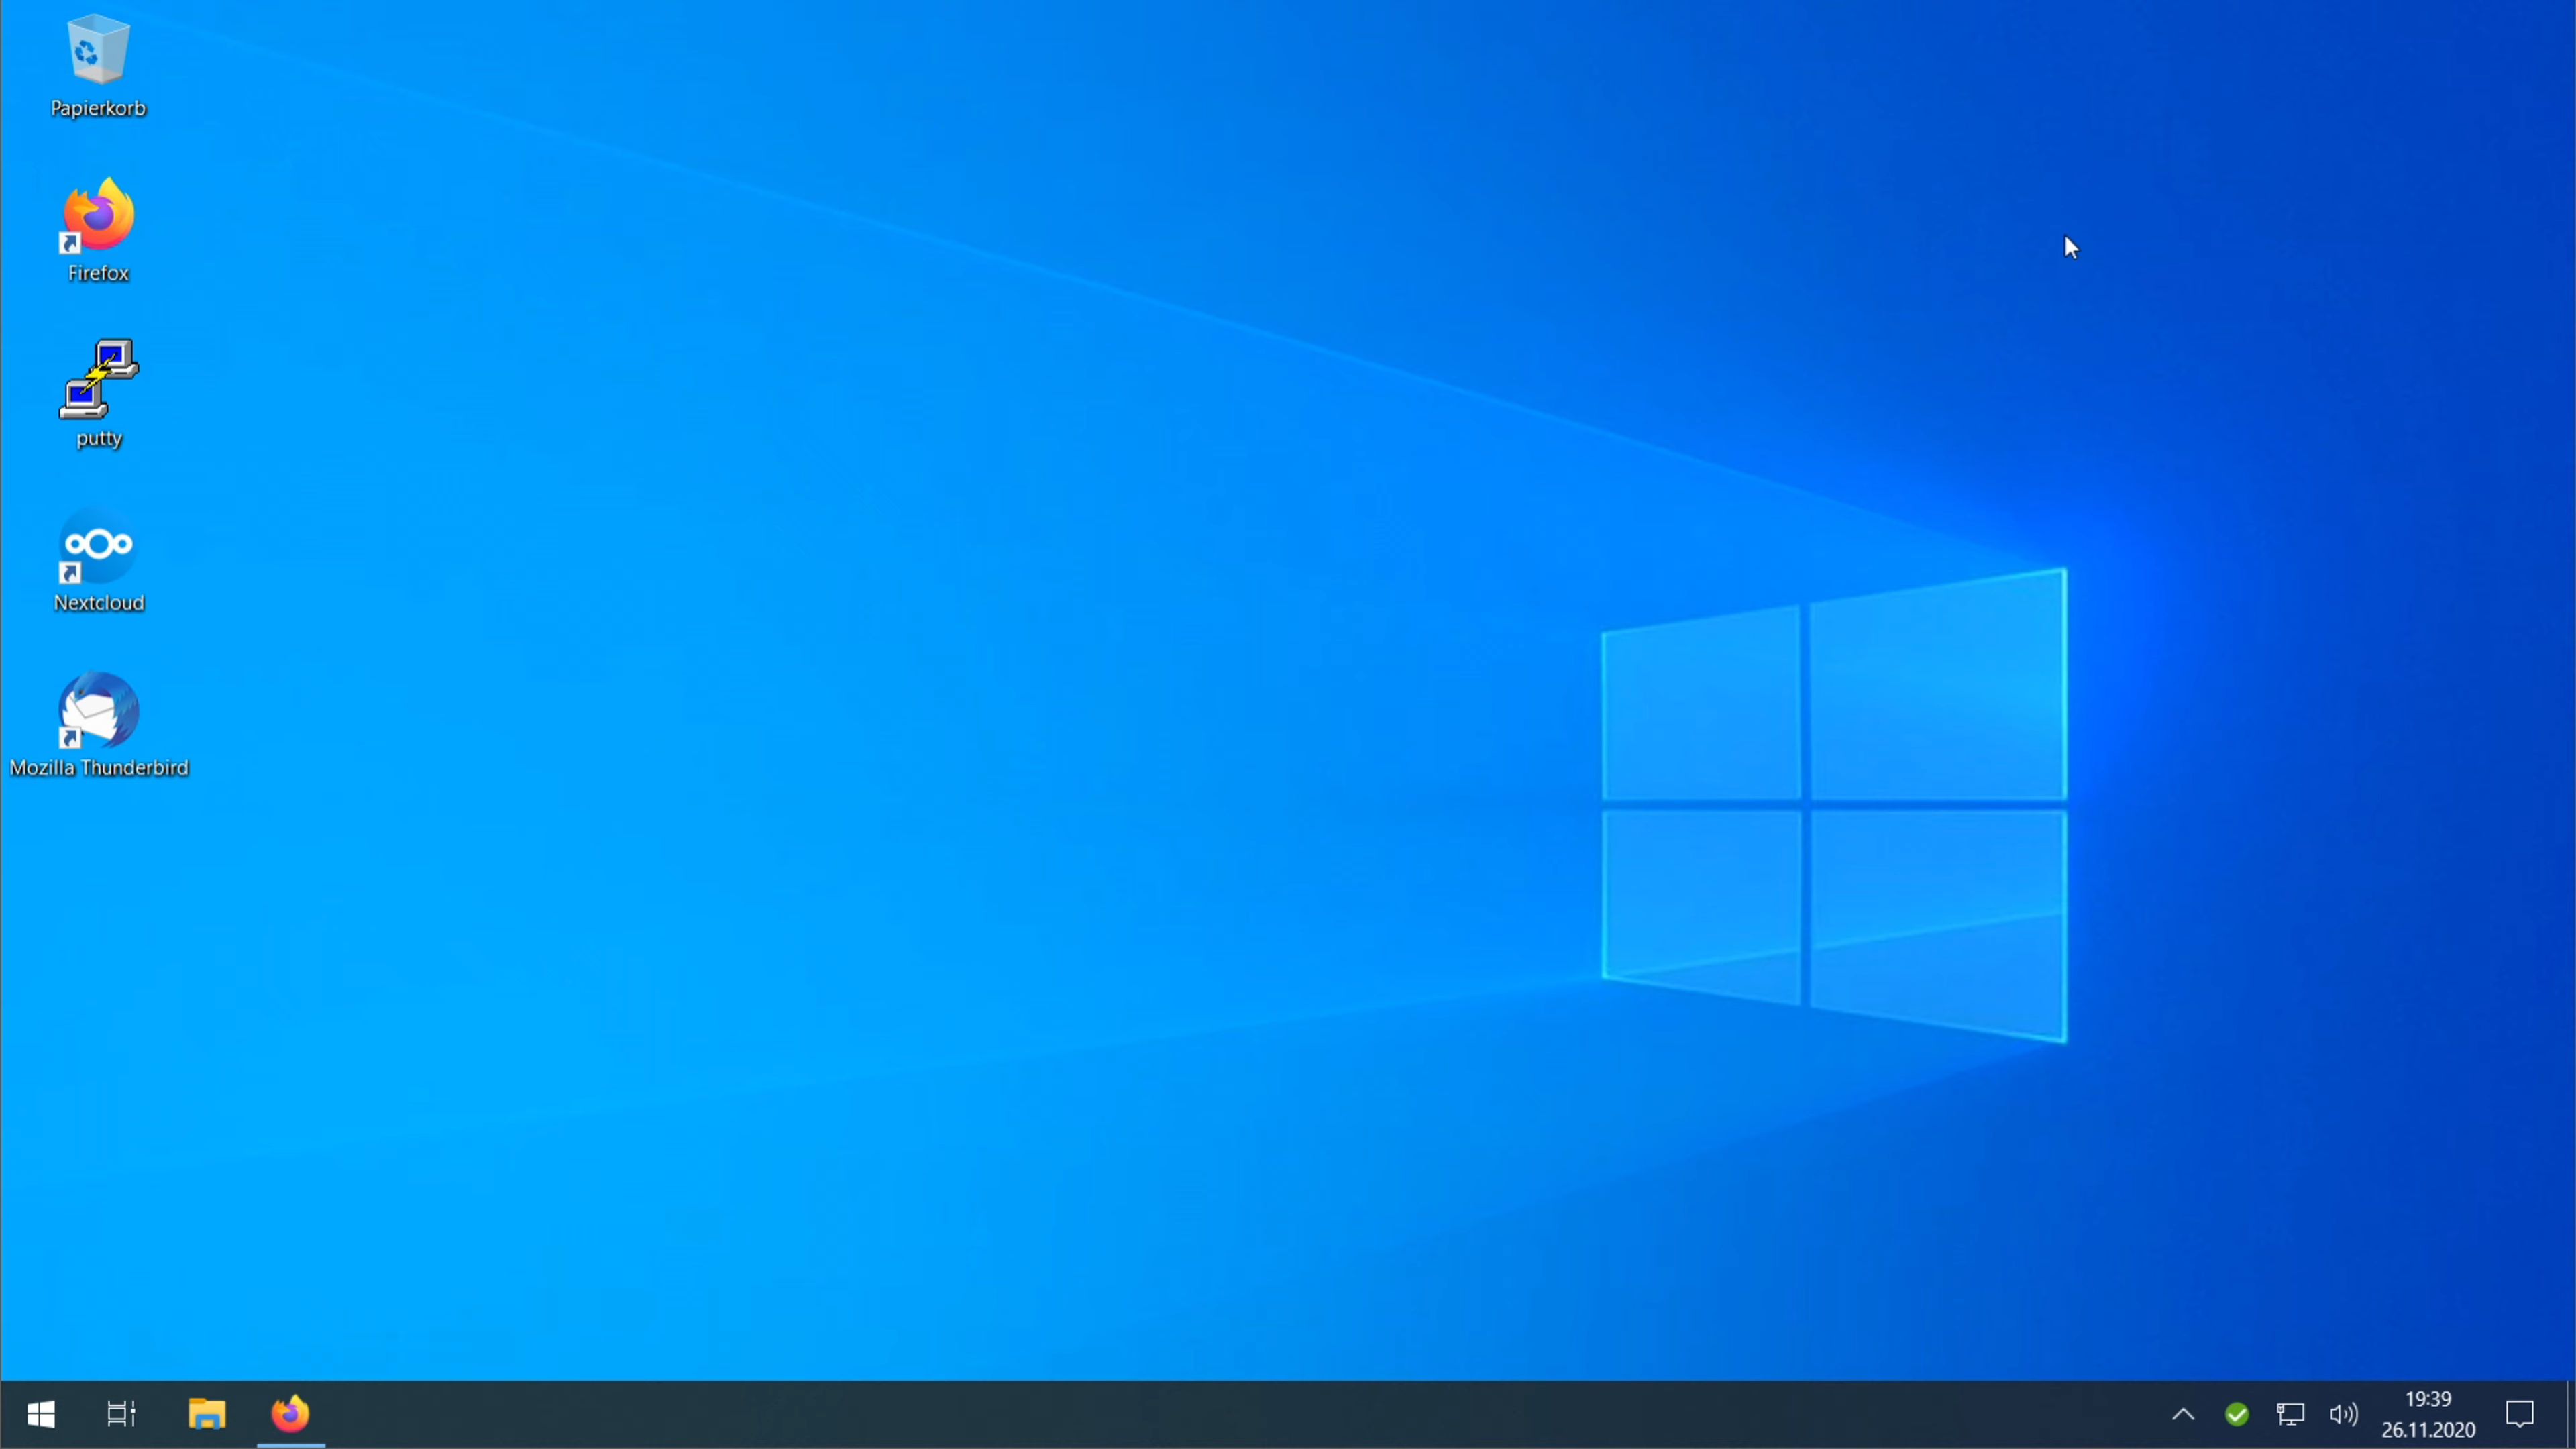 Papierkorb
Firefox
putty
Nextcloud
Mozilla Thunderbird
19:39
26.11.2020